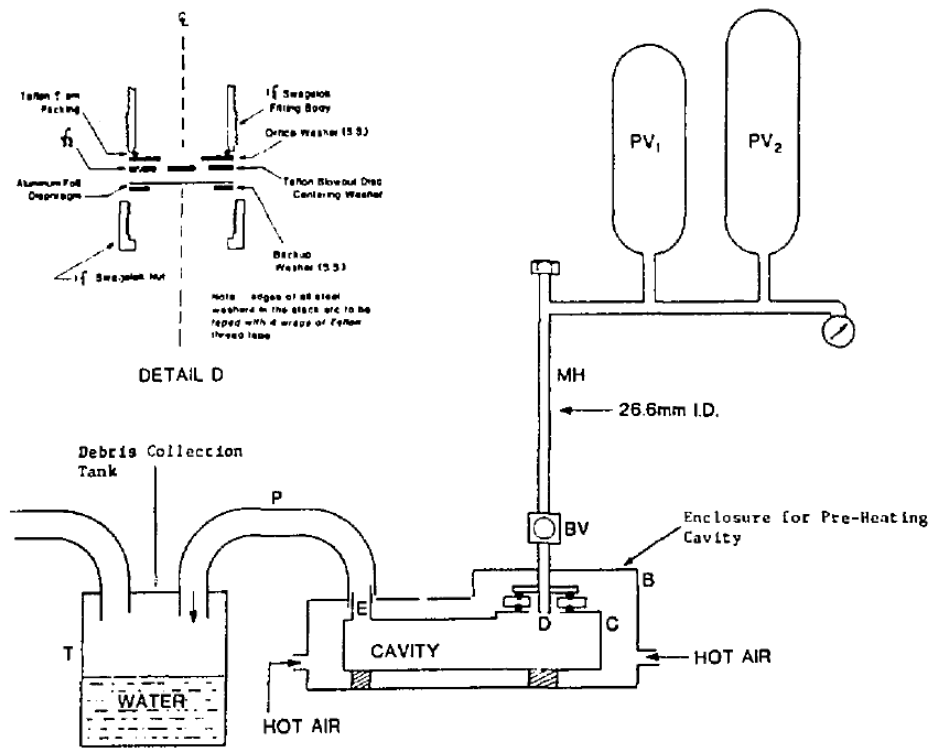 ℄
Teflon
Packing
Swagelok
Fitting Body
Orifice Washer (S.S.)
Aluminum Foil
Diaphragm
Teflon Blowout Disc
Centering Washer
Backup
Washer (S.S.)
Swagelok Nut
Note: edges of all steel
washers in the stack are to be
taped with 4 wraps of Teflon
thread tape
DETAIL D
PV₁
PV₂
MH
26.6mm I.D.
Debris Collection
Tank
P
BV
Enclosure for Pre-Heating
Cavity
B
E
D
C
T
CAVITY
HOT AIR
WATER
HOT AIR